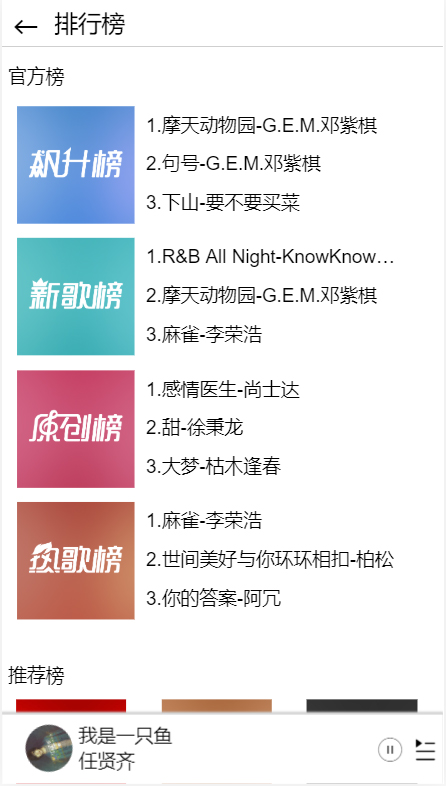 排行榜
官方榜
飙升榜
1.摩天动物园-G.E.M.邓紫棋
2.句号-G.E.M.邓紫棋
3.下山-要不要买菜
新歌榜
1.R&B All Night-KnowKnow…
2.摩天动物园-G.E.M.邓紫棋
3.麻雀-李荣浩
原创榜
1.感情医生-尚士达
2.甜-徐秉龙
3.大梦-枯木逢春
热歌榜
1.麻雀-李荣浩
2.世间美好与你环环相扣-柏松
3.你的答案-阿冗
推荐榜
我是一只鱼
任贤齐